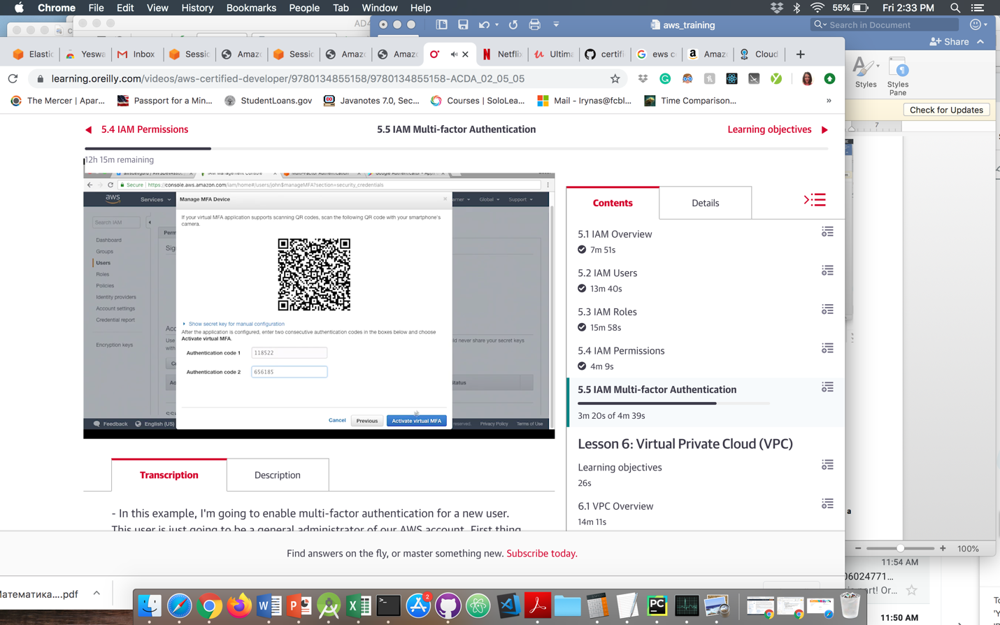 Chrome File Edit View History Bookmarks People Tab Window Help 55% Fri 2:33 PM
AD4
aws_training
Search in Document
Share
Elastic Yeswa Inbox Sessio Amaz Sessic Amaz Amaz Netflix Ultima certifi ews c Amaz Cloud
learning.oreilly.com/videos/aws-certified-developer/9780134855158/9780134855158-ACDA_02_05_05
The Mercer | Apar... Passport for a Min... StudentLoans.gov Javanotes 7.0, Sec... Courses | SoloLea... Mail - Irynas@fcbl... Time Comparison... »
Styles Styles Pane
Check for Updates
7
5.4 IAM Permissions
5.5 IAM Multi-factor Authentication
Learning objectives
12h 15m remaining
Secure | https://console.aws.amazon.com/iam/home#/users/john$manageMFA?section=security_credentials
aws Services Manage MFA Device Global Support
If your virtual MFA application supports scanning QR codes, scan the following QR code with your smartphone's
camera.
Search IAM
Dashboard
Groups
Users
Roles
Policies
Identity providers
Account settings
Credential report
Encryption keys
Show secret key for manual configuration
After the application is configured, enter two consecutive authentication codes in the boxes below and choose
Activate virtual MFA.
ld never share your secret keys
Authentication code 1 118522
Authentication code 2 656185
Cancel Previous Activate virtual MFA
Feedback English (US) Privacy Policy Terms of Use
Contents Details
5.1 IAM Overview
7m 51s
5.2 IAM Users
13m 40s
5.3 IAM Roles
15m 58s
5.4 IAM Permissions
4m 9s
5.5 IAM Multi-factor Authentication
3m 20s of 4m 39s
Lesson 6: Virtual Private Cloud (VPC)
Learning objectives
26s
6.1 VPC Overview
14m 11s
Transcription Description
- In this example, I'm going to enable multi-factor authentication for a new user.
This user is just going to be a general administrator of our AWS account. First thing
Find answers on the fly, or master something new. Subscribe today.
100%
11:54 AM
06024771...
part! Or...
11:50 AM
Математика....pdf
2